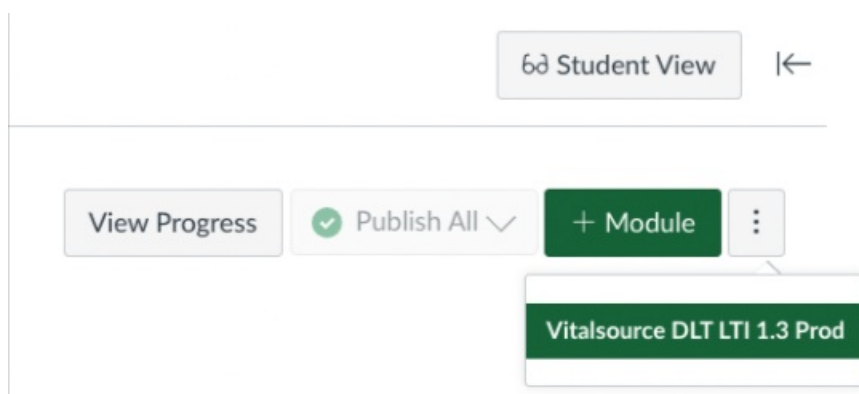 Student View
View Progress
Publish All
+ Module
Vitalsource DLT LTI 1.3 Prod